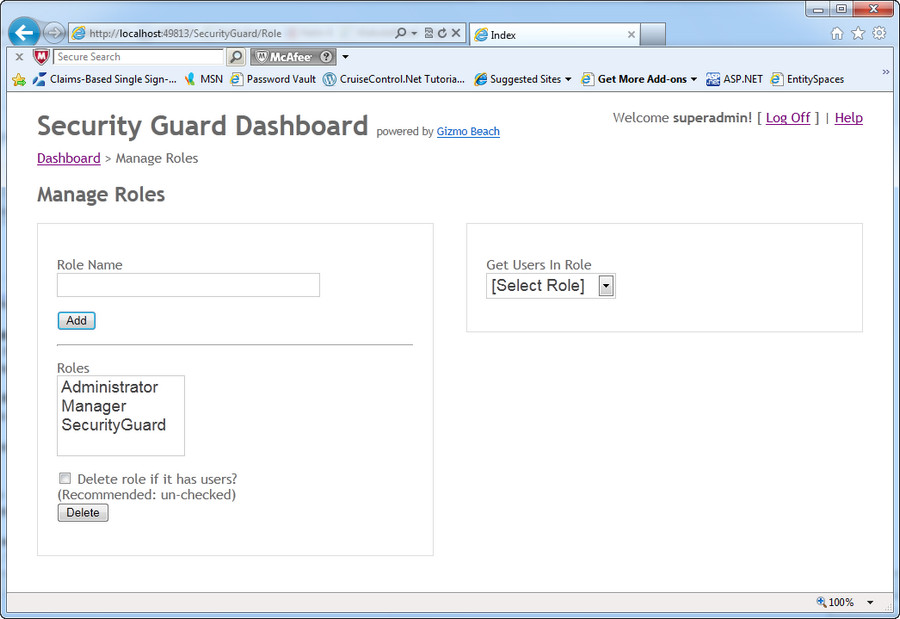 http://localhost:49813/SecurityGuard/Role
Index
Secure Search
McAfee
Claims-Based Single Sign-...
MSN
Password Vault
CruiseControl.Net Tutoria...
Suggested Sites
Get More Add-ons
ASP.NET
EntitySpaces
Security Guard Dashboard powered by Gizmo Beach
Welcome superadmin! [ Log Off ] | Help
Dashboard > Manage Roles
Manage Roles
Role Name
Add
Roles
Administrator
Manager
SecurityGuard
Delete role if it has users?
(Recommended: un-checked)
Delete
Get Users In Role
[Select Role]
100%